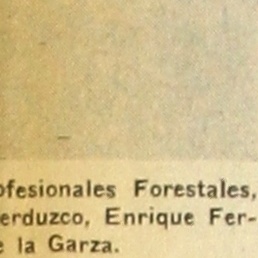 ofesionales Forestales,
erduzco, Enrique Fer-
e la Garza.